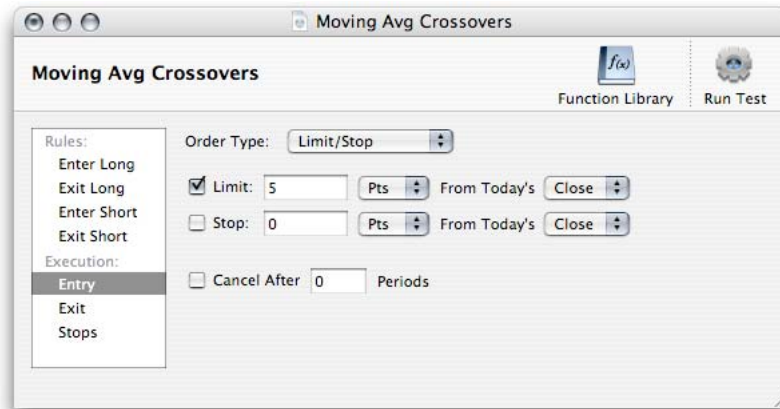 Moving Avg Crossovers
Moving Avg Crossovers
f(x)
Function Library
Run Test
Rules:
Enter Long
Exit Long
Enter Short
Exit Short
Execution:
Entry
Exit
Stops
Order Type: Limit/Stop
Limit: 5 Pts From Today's Close
Stop: 0 Pts From Today's Close
Cancel After 0 Periods